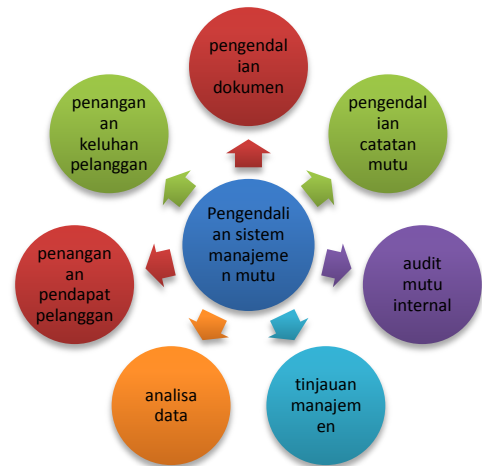 pengendal
ian
dokumen
pengendal
ian
catatan
mutu
audit
mutu
internal
tinjauan
manajem
en
analisa
data
penangan
an
pendapat
pelanggan
penangan
an
keluhan
pelanggan
Pengendali
an sistem
manajeme
n mutu